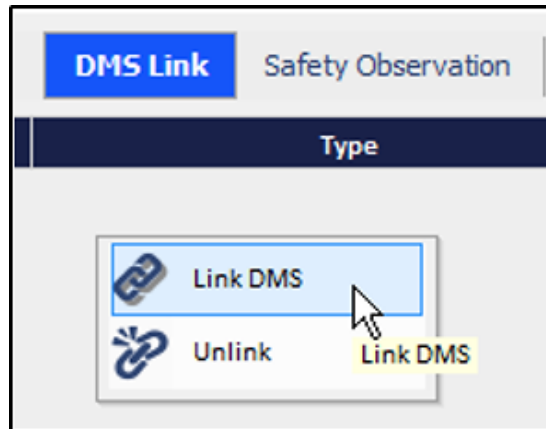 DMS Link Safety Observation
Type
Link DMS
Unlink
Link DMS